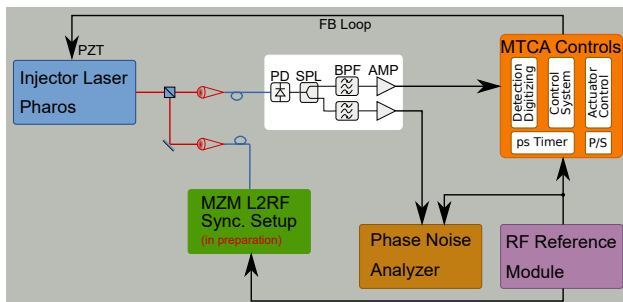 FB Loop
PZT
Injector Laser
Pharos
PD
SPL
BPF
AMP
MTCA Controls
Detection
Digitizing
Control
System
Actuator
Control
ps Timer
P/S
MZM L2RF
Sync. Setup
(in preparation)
Phase Noise
Analyzer
RF Reference
Module